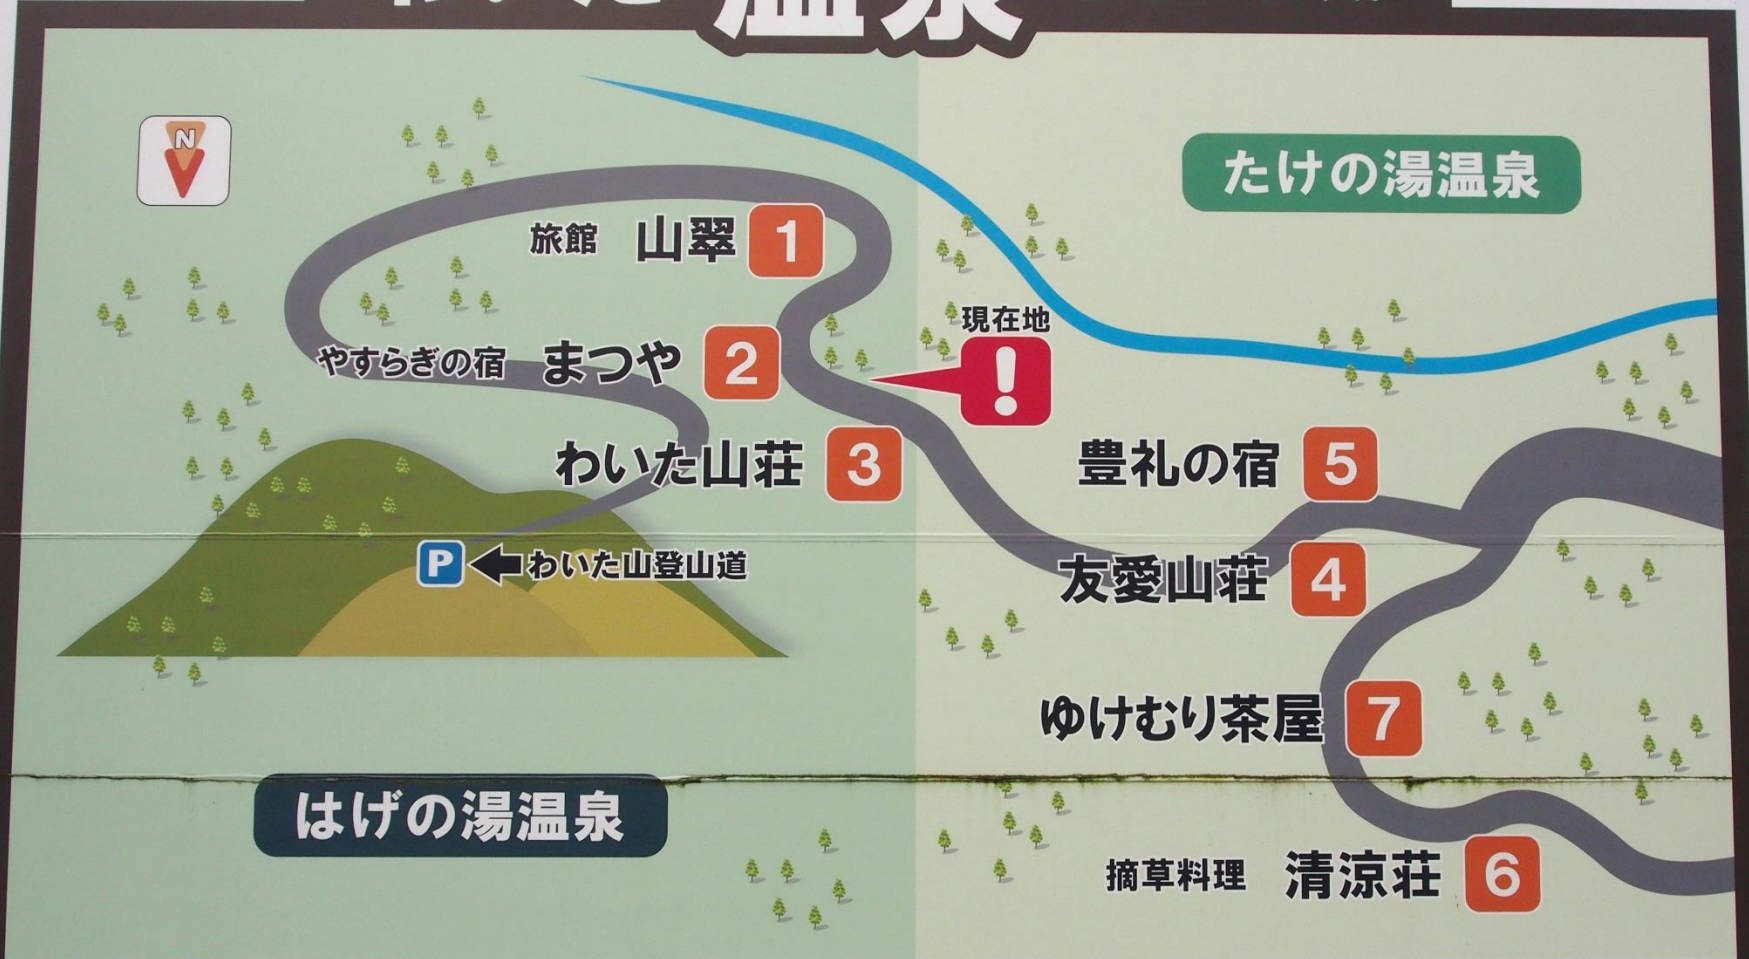 温泉
N
たけの湯温泉
旅館 山翠 1
現在地
!
やすらぎの宿 まつや 2
わいた山荘 3
豊礼の宿 5
P ←わいた山登山道
友愛山荘 4
ゆけむり茶屋 7
はげの湯温泉
摘草料理 清涼荘 6